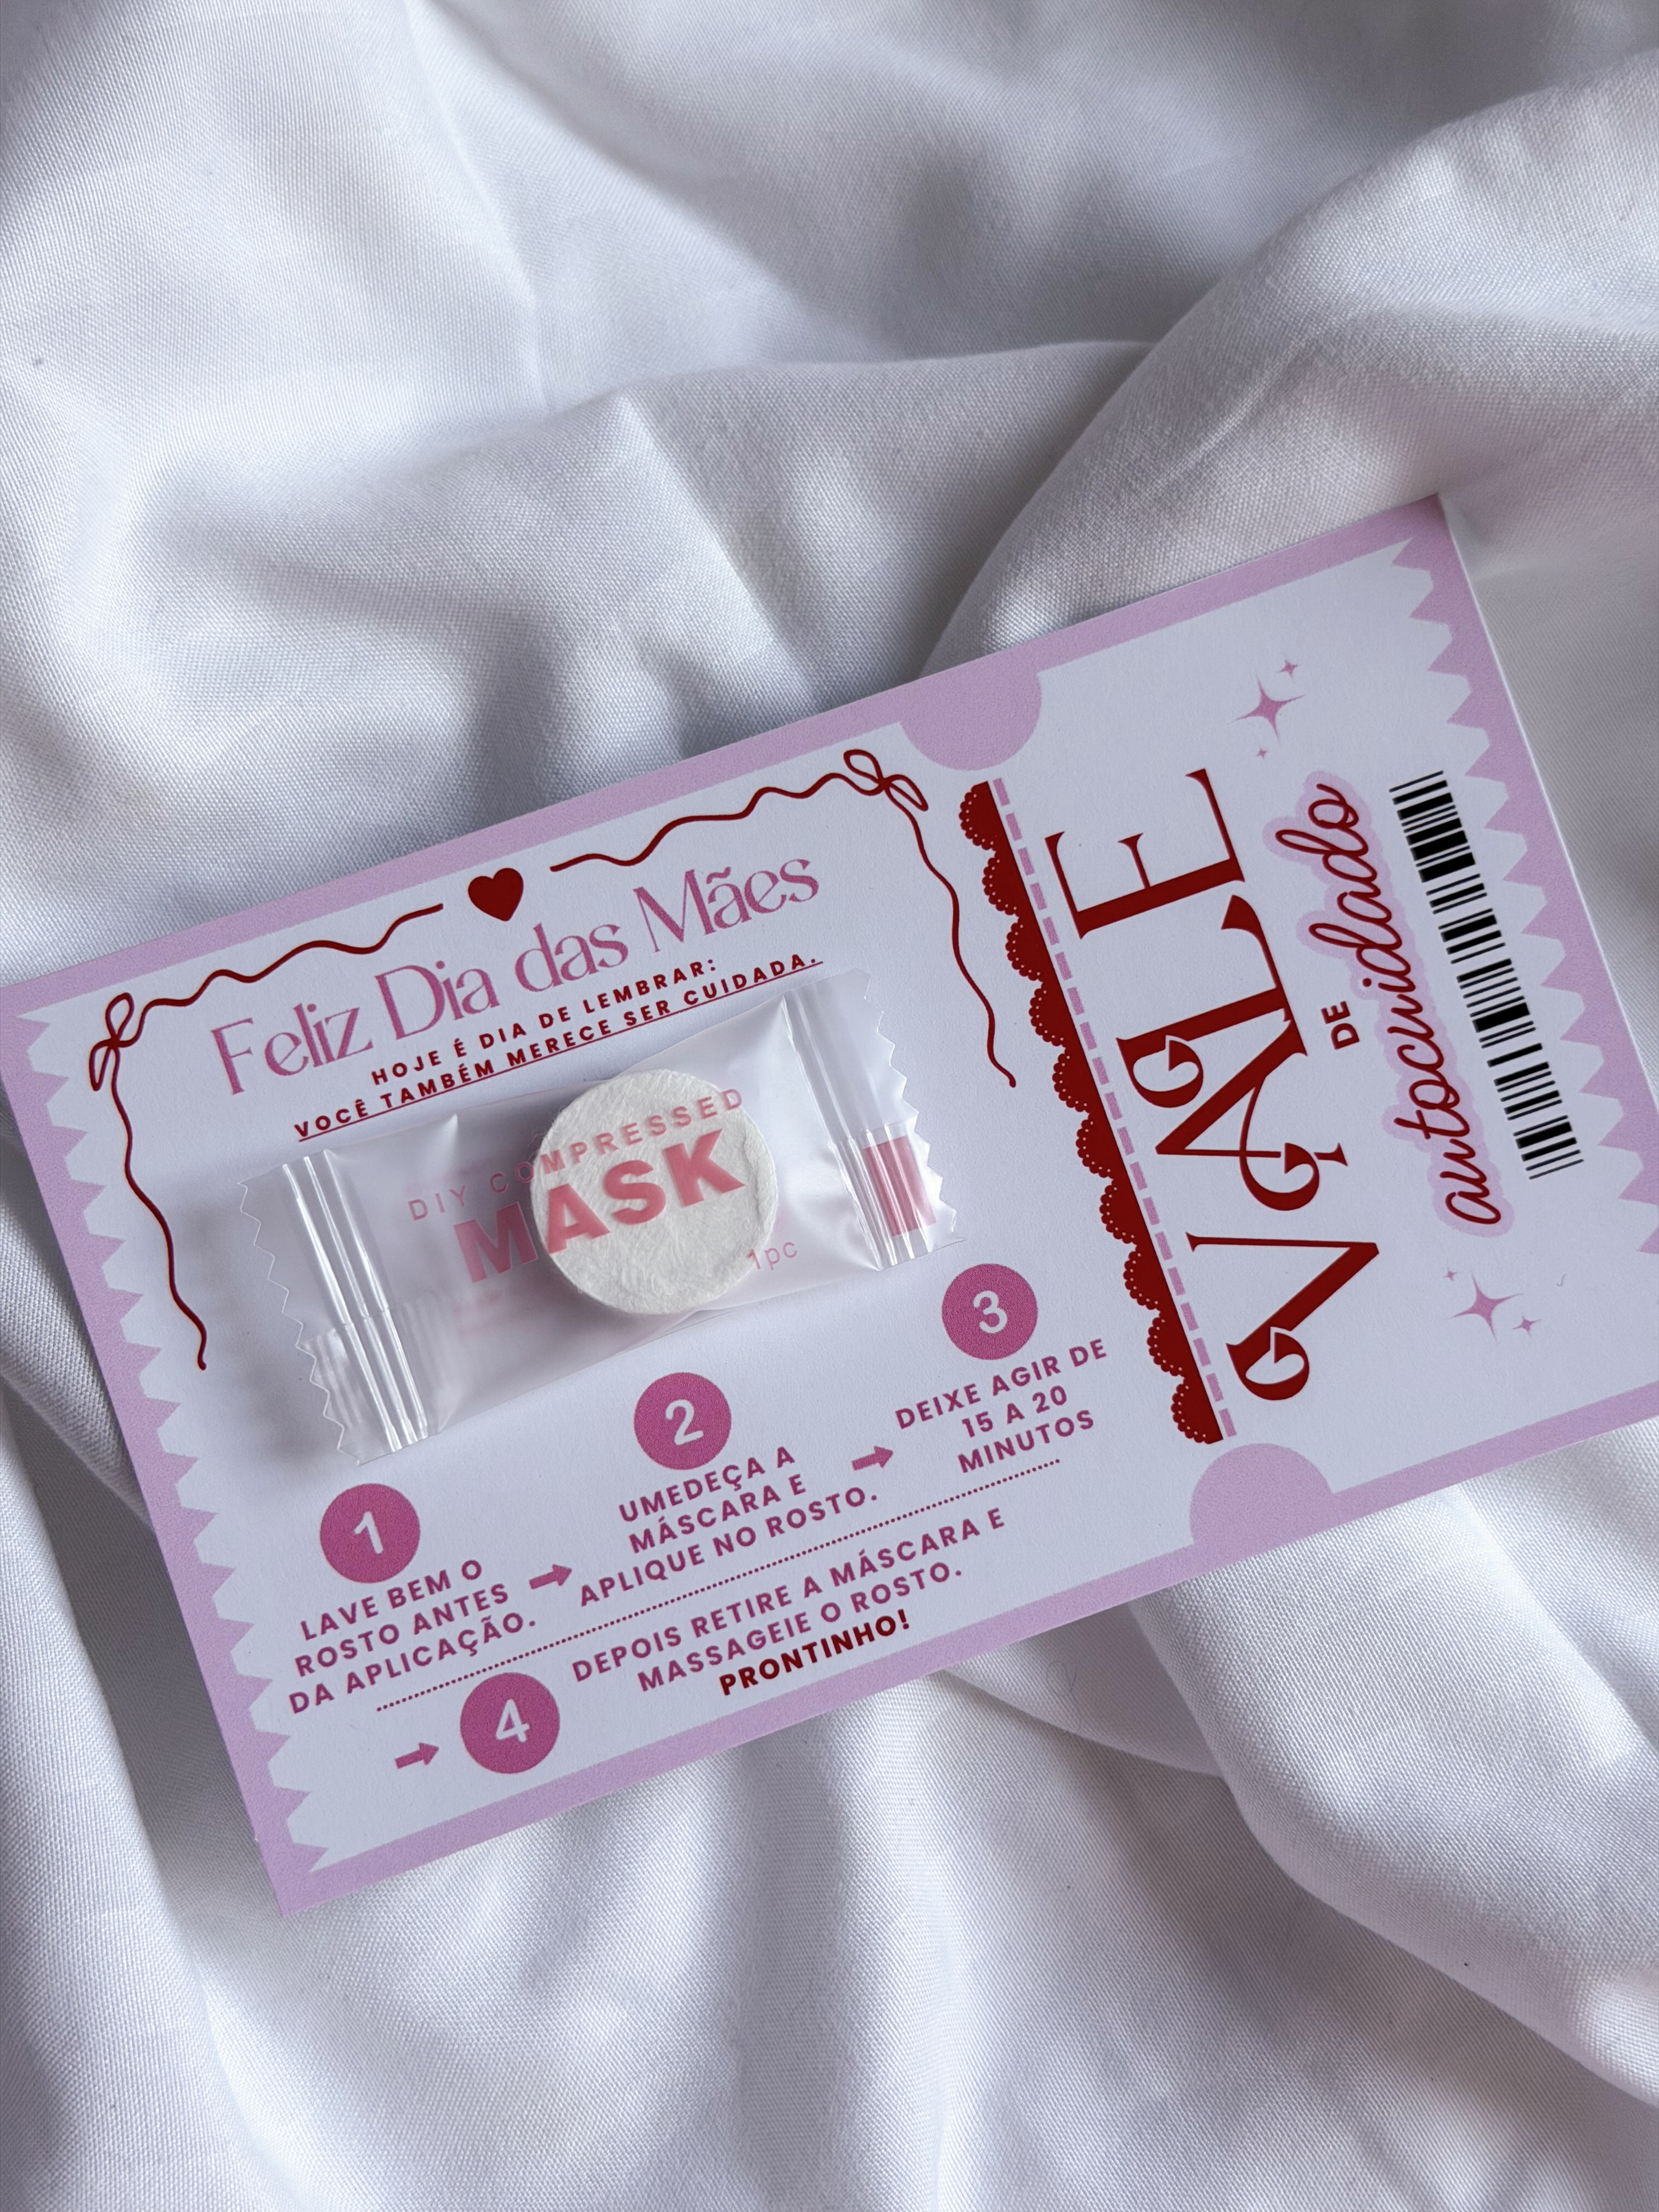 Feliz Dia das Mães
HOJE É DIA DE LEMBRAR:
VOCÊ TAMBÉM MERECE SER CUIDADA.
DIY COMPRESSED
MASK
1pc
1
LAVE BEM O
ROSTO ANTES
DA APLICAÇÃO.
2
UMEDEÇA A
MÁSCARA E
APLIQUE NO ROSTO.
3
DEIXE AGIR DE
15 A 20
MINUTOS
4
DEPOIS RETIRE A MÁSCARA E
MASSAGEIE O ROSTO.
PRONTINHO!
VALE
DE
autocuidado